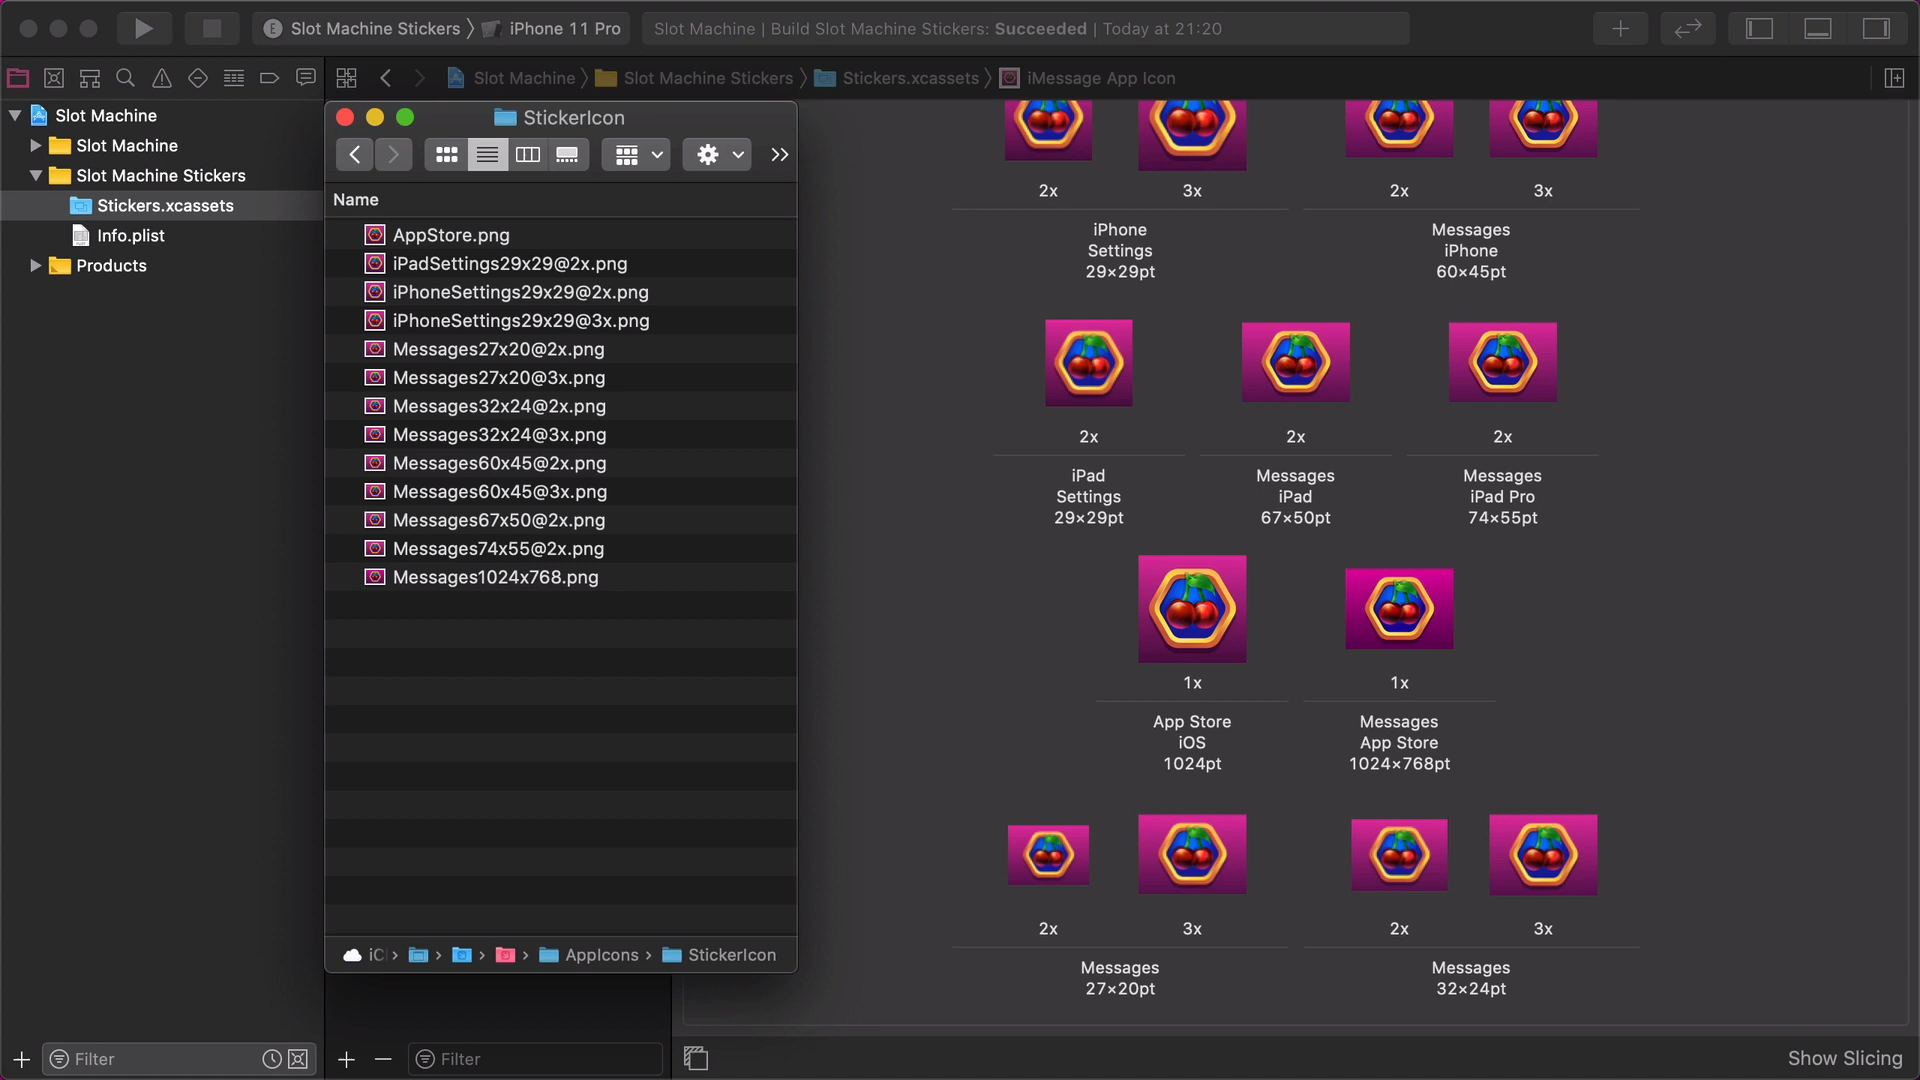 Slot Machine Stickers
iPhone 11 Pro
Slot Machine | Build Slot Machine Stickers: Succeeded | Today at 21:20
Slot Machine
Slot Machine Stickers
Stickers.xcassets
iMessage App Icon
Slot Machine
Slot Machine
Slot Machine Stickers
Stickers.xcassets
Info.plist
Products
StickerIcon
Name
AppStore.png
iPadSettings29x29@2x.png
iPhoneSettings29x29@2x.png
iPhoneSettings29x29@3x.png
Messages27x20@2x.png
Messages27x20@3x.png
Messages32x24@2x.png
Messages32x24@3x.png
Messages60x45@2x.png
Messages60x45@3x.png
Messages67x50@2x.png
Messages74x55@2x.png
Messages1024x768.png
iC
AppIcons
StickerIcon
2x
3x
2x
3x
iPhone
Settings
29×29pt
Messages
iPhone
60×45pt
2x
2x
2x
iPad
Settings
29×29pt
Messages
iPad
67×50pt
Messages
iPad Pro
74×55pt
1x
1x
App Store
iOS
1024pt
Messages
App Store
1024×768pt
2x
3x
2x
3x
Messages
27×20pt
Messages
32×24pt
Filter
Filter
Show Slicing